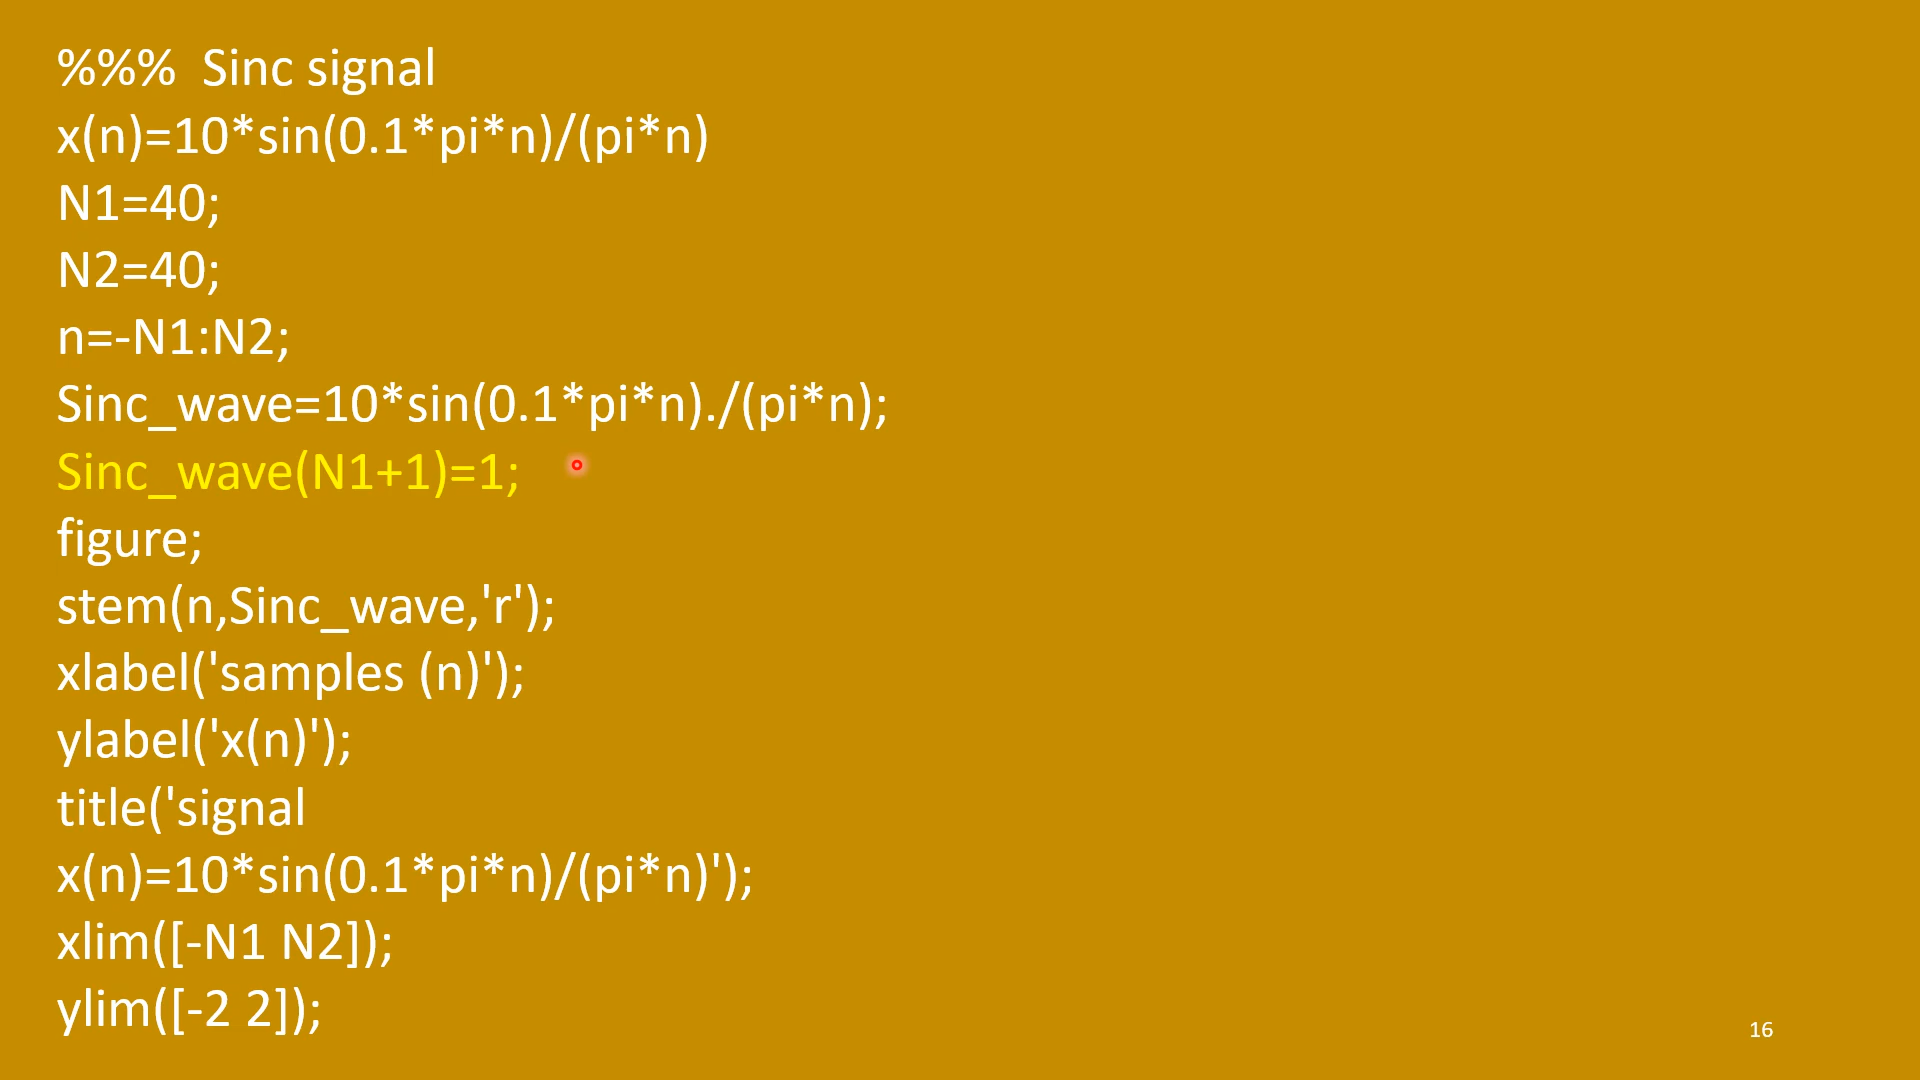 %%%  Sinc signal
x(n)=10*sin(0.1*pi*n)/(pi*n)
N1=40;
N2=40;
n=-N1:N2;
Sinc_wave=10*sin(0.1*pi*n)./(pi*n);
Sinc_wave(N1+1)=1;
figure;
stem(n,Sinc_wave,'r');
xlabel('samples (n)');
ylabel('x(n)');
title('signal
x(n)=10*sin(0.1*pi*n)/(pi*n)');
xlim([-N1 N2]);
ylim([-2 2]);
16